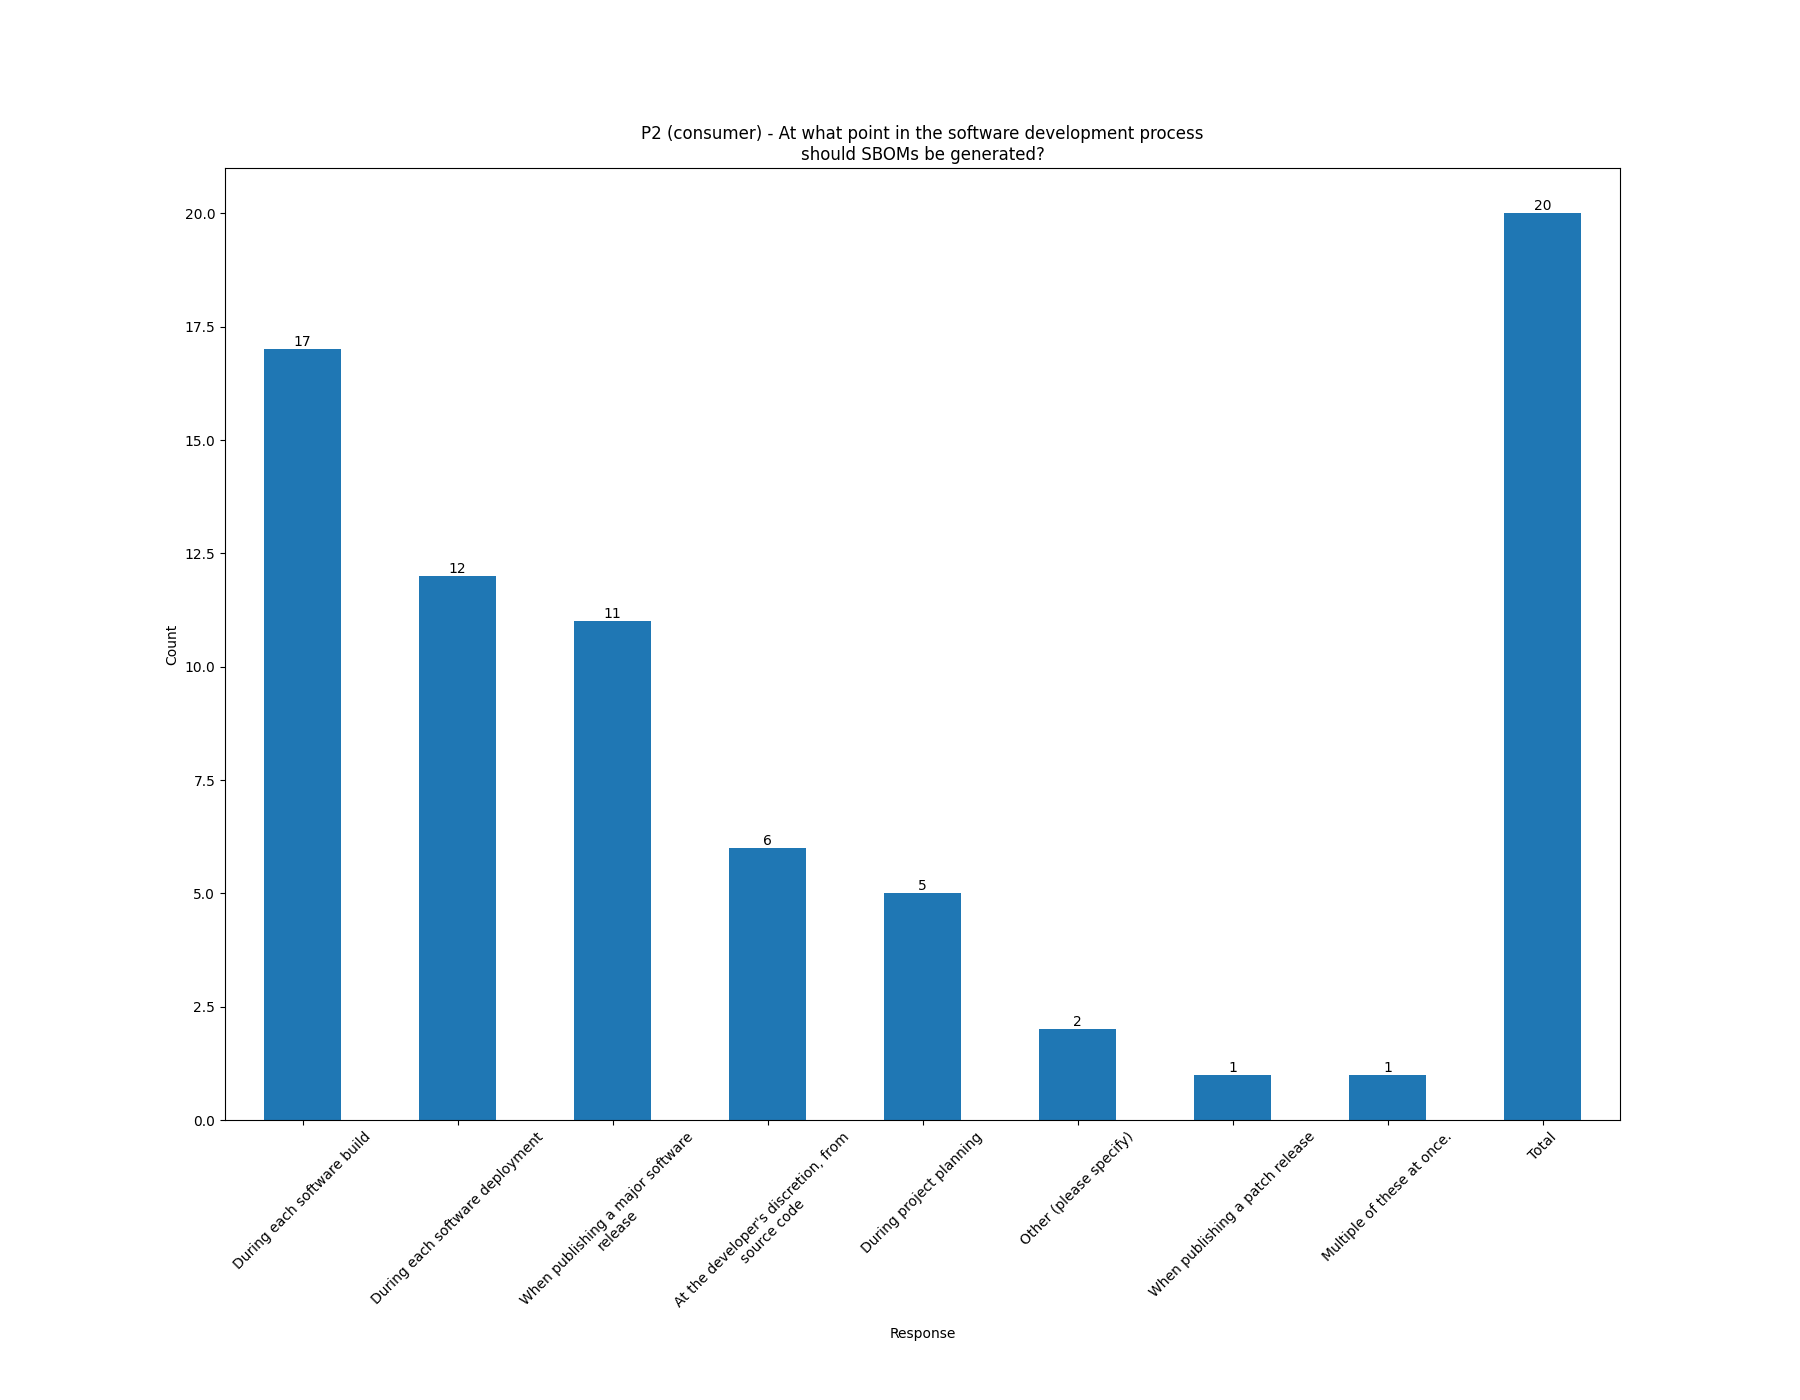 P2 (consumer) - At what point in the software development process
should SBOMs be generated?
20.0
17.5
15.0
12.5
10.0
7.5
5.0
2.5
0.0
Count
17
12
11
6
5
2
1
1
20
During each software build
During each software deployment
When publishing a major software
release
At the developer's discretion, from
source code
During project planning
Other (please specify)
When publishing a patch release
Multiple of these at once.
Total
Response